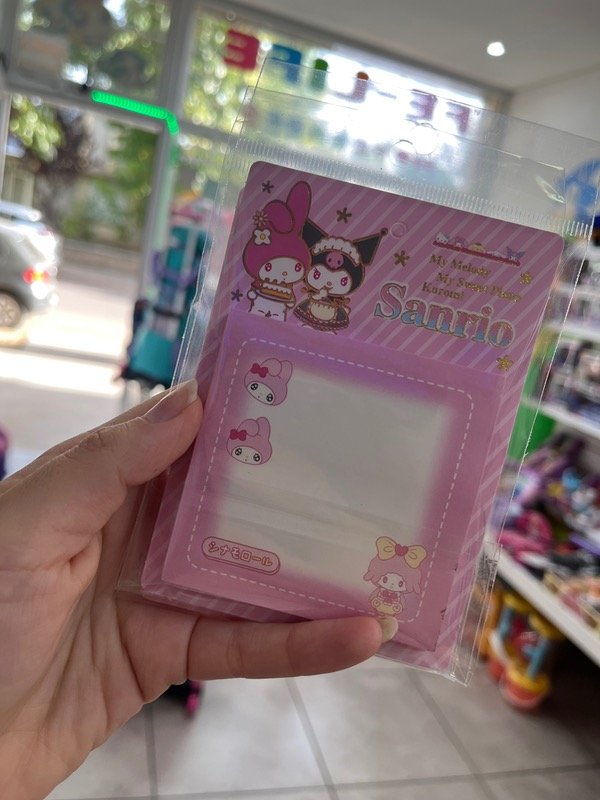 My Melody
My Sweet Piano
Kuromi
Sanrio
シナモロール